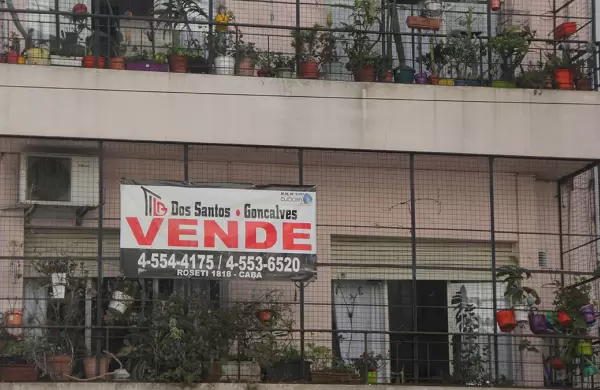 Dos Santos • Goncalves
VENDE
4-554-4175 / 4-553-6520
ROSETI 1818 - CABA